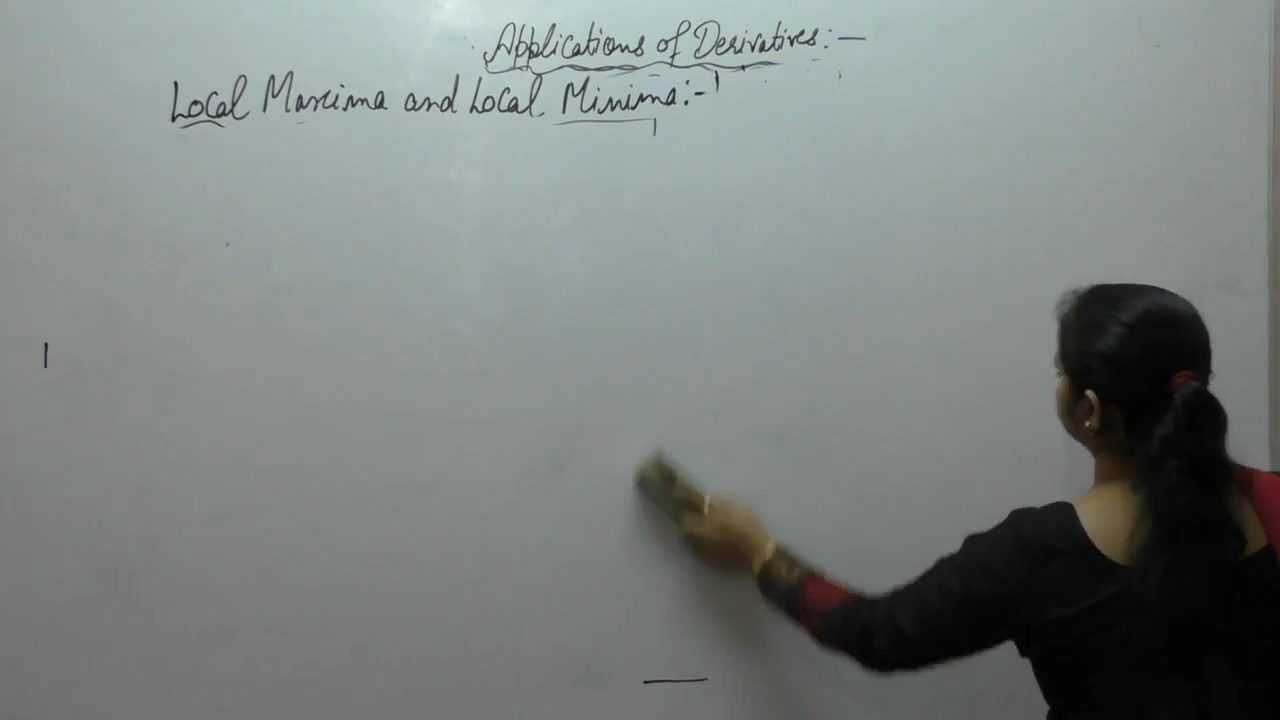 Applications of Derivatives:-
Local Maxima and Local Minima:-